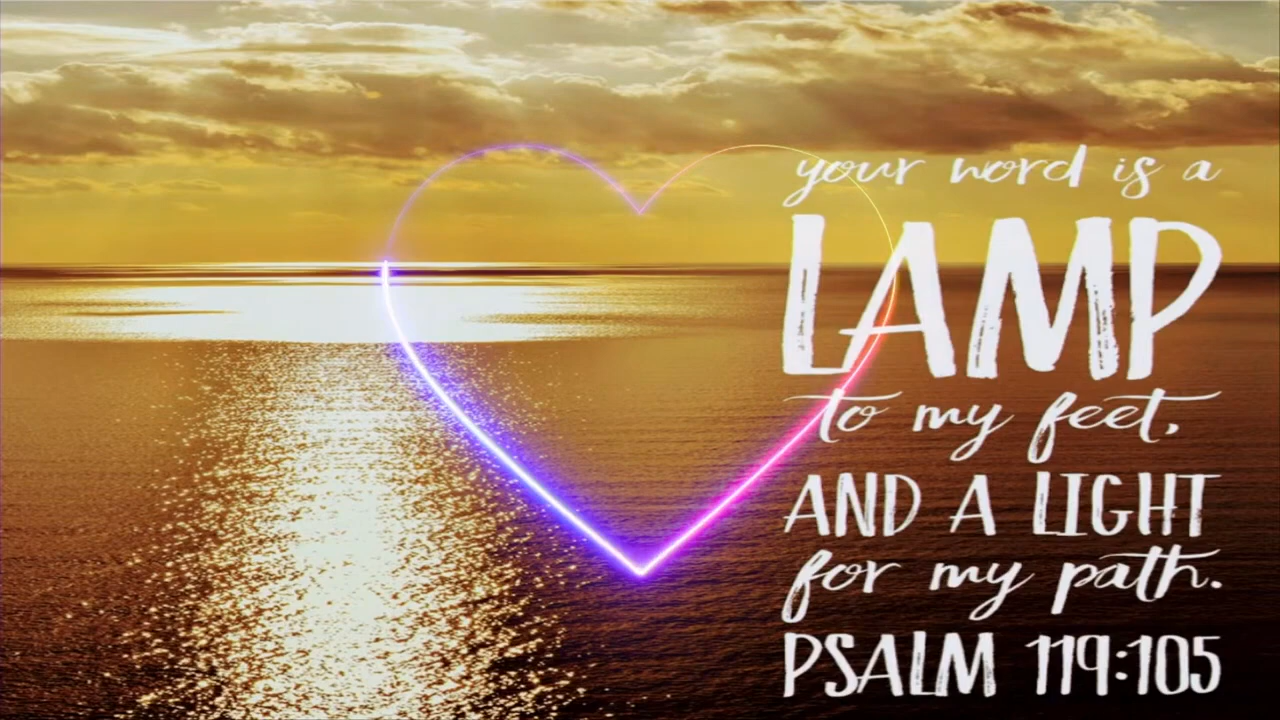 your word is a
LAMP
to my feet,
AND A LIGHT
for my path.
PSALM 119:105